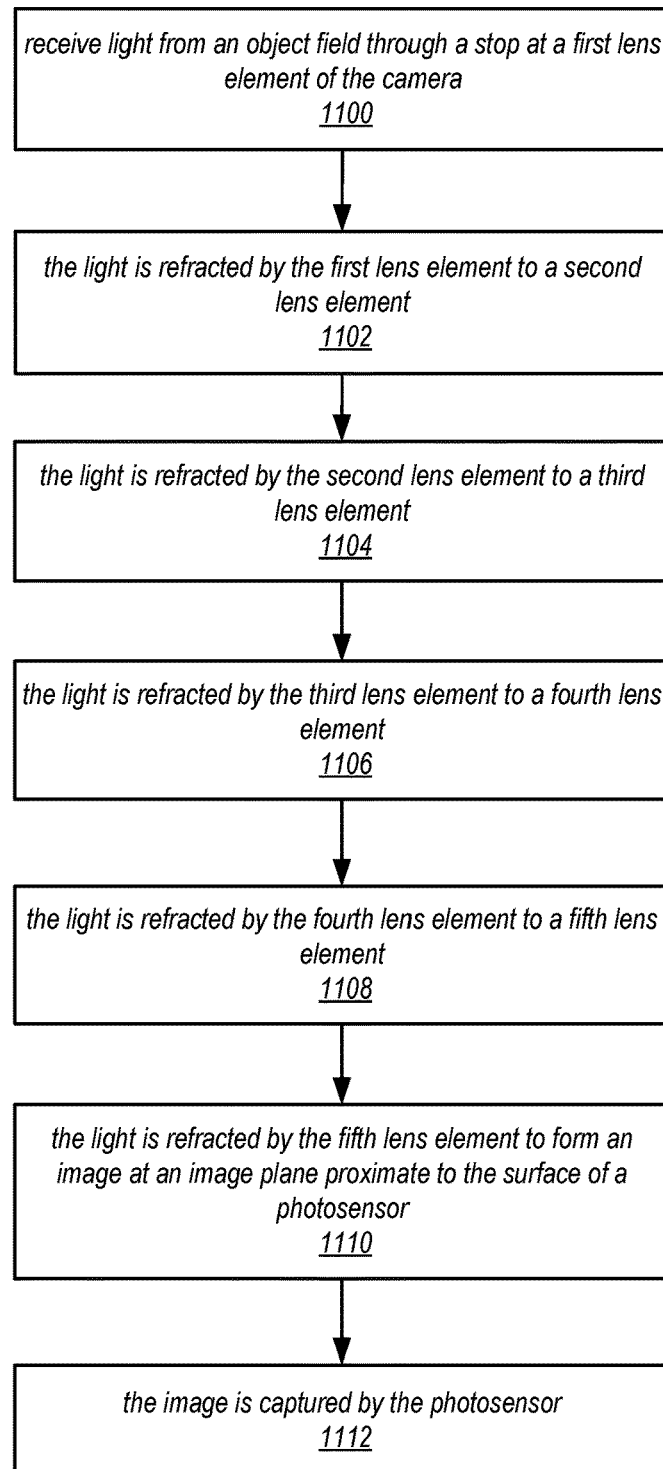 receive light from an object field through a stop at a first lens
element of the camera
1100
the light is refracted by the first lens element to a second
lens element
1102
the light is refracted by the second lens element to a third
lens element
1104
the light is refracted by the third lens element to a fourth lens
element
1106
the light is refracted by the fourth lens element to a fifth lens
element
1108
the light is refracted by the fifth lens element to form an
image at an image plane proximate to the surface of a
photosensor
1110
the image is captured by the photosensor
1112